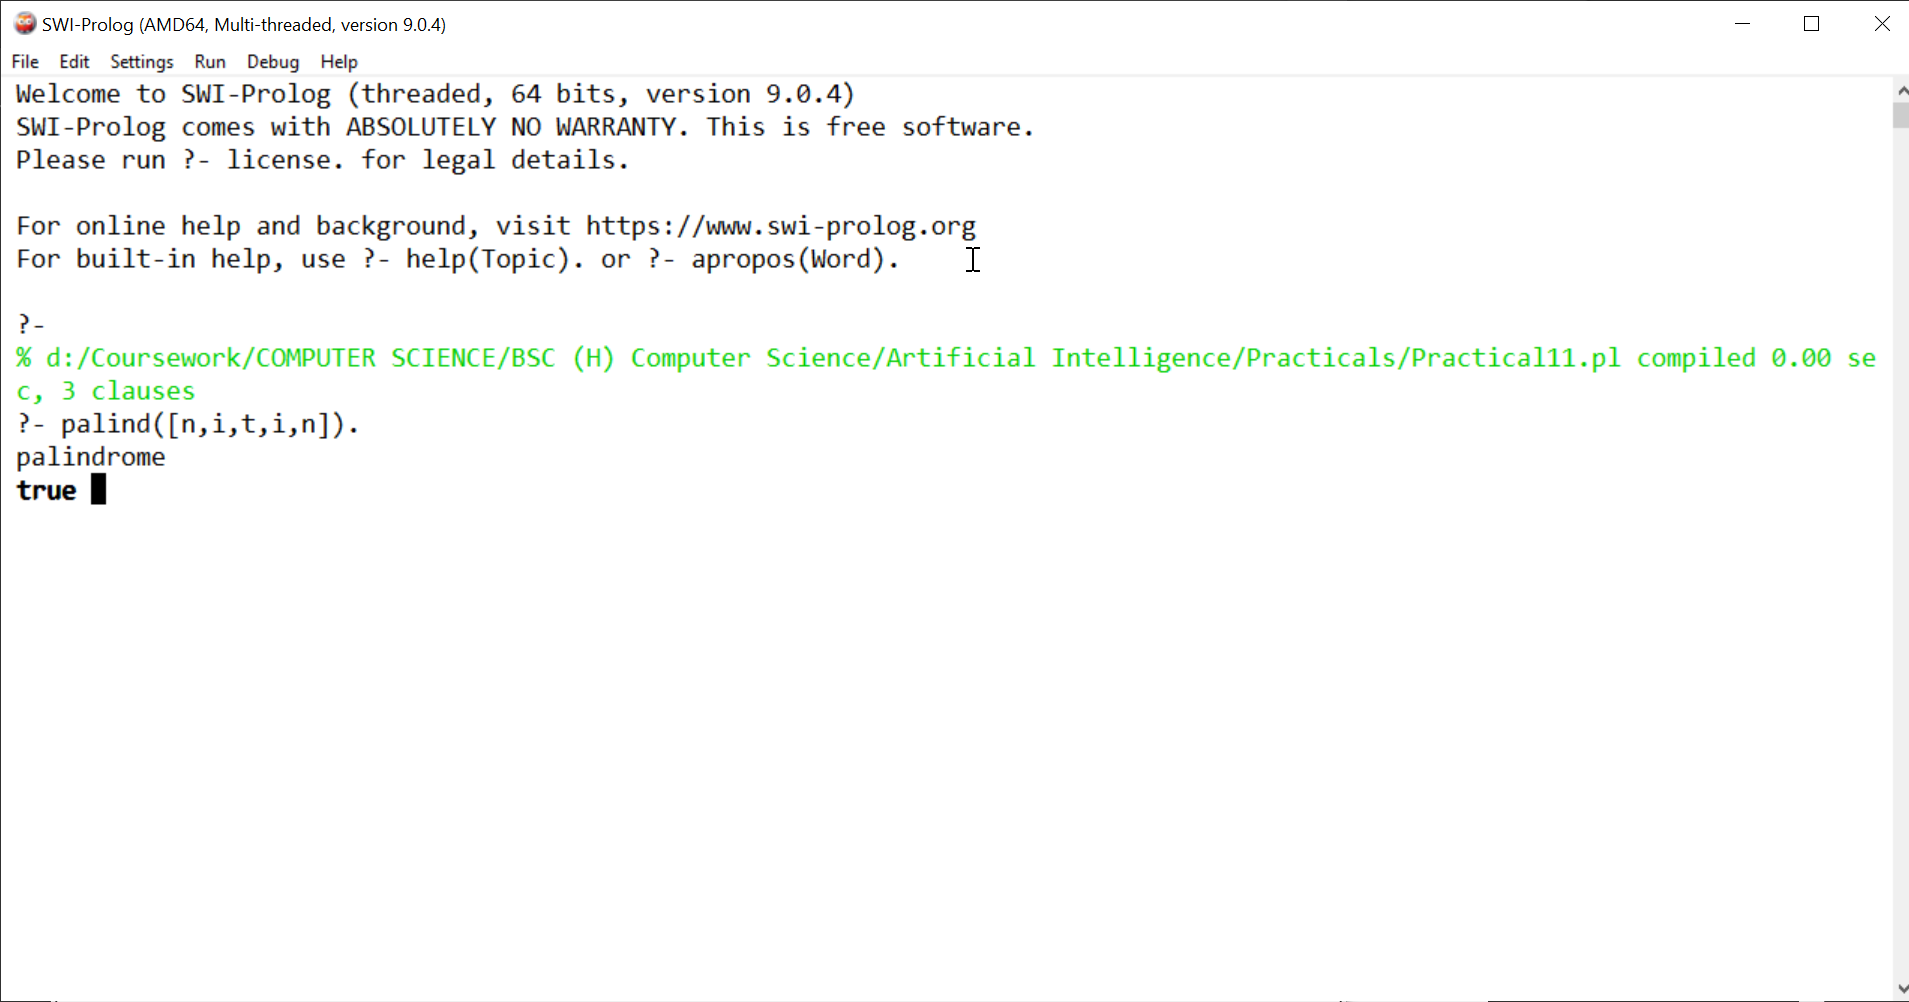 SWI-Prolog (AMD64, Multi-threaded, version 9.0.4)
File Edit Settings Run Debug Help
Welcome to SWI-Prolog (threaded, 64 bits, version 9.0.4)
SWI-Prolog comes with ABSOLUTELY NO WARRANTY. This is free software.
Please run ?- license. for legal details.
For online help and background, visit https://www.swi-prolog.org
For built-in help, use ?- help(Topic). or ?- apropos(Word).
?-
% d:/Coursework/COMPUTER SCIENCE/BSC (H) Computer Science/Artificial Intelligence/Practicals/Practical11.pl compiled 0.00 se
c, 3 clauses
?- palind([n,i,t,i,n]).
palindrome
true